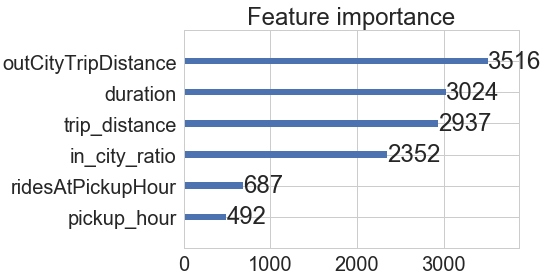 Feature importance
outCityTripDistance 3516
duration 3024
trip_distance 2937
in_city_ratio 2352
ridesAtPickupHour 687
pickup_hour 492
0 1000 2000 3000